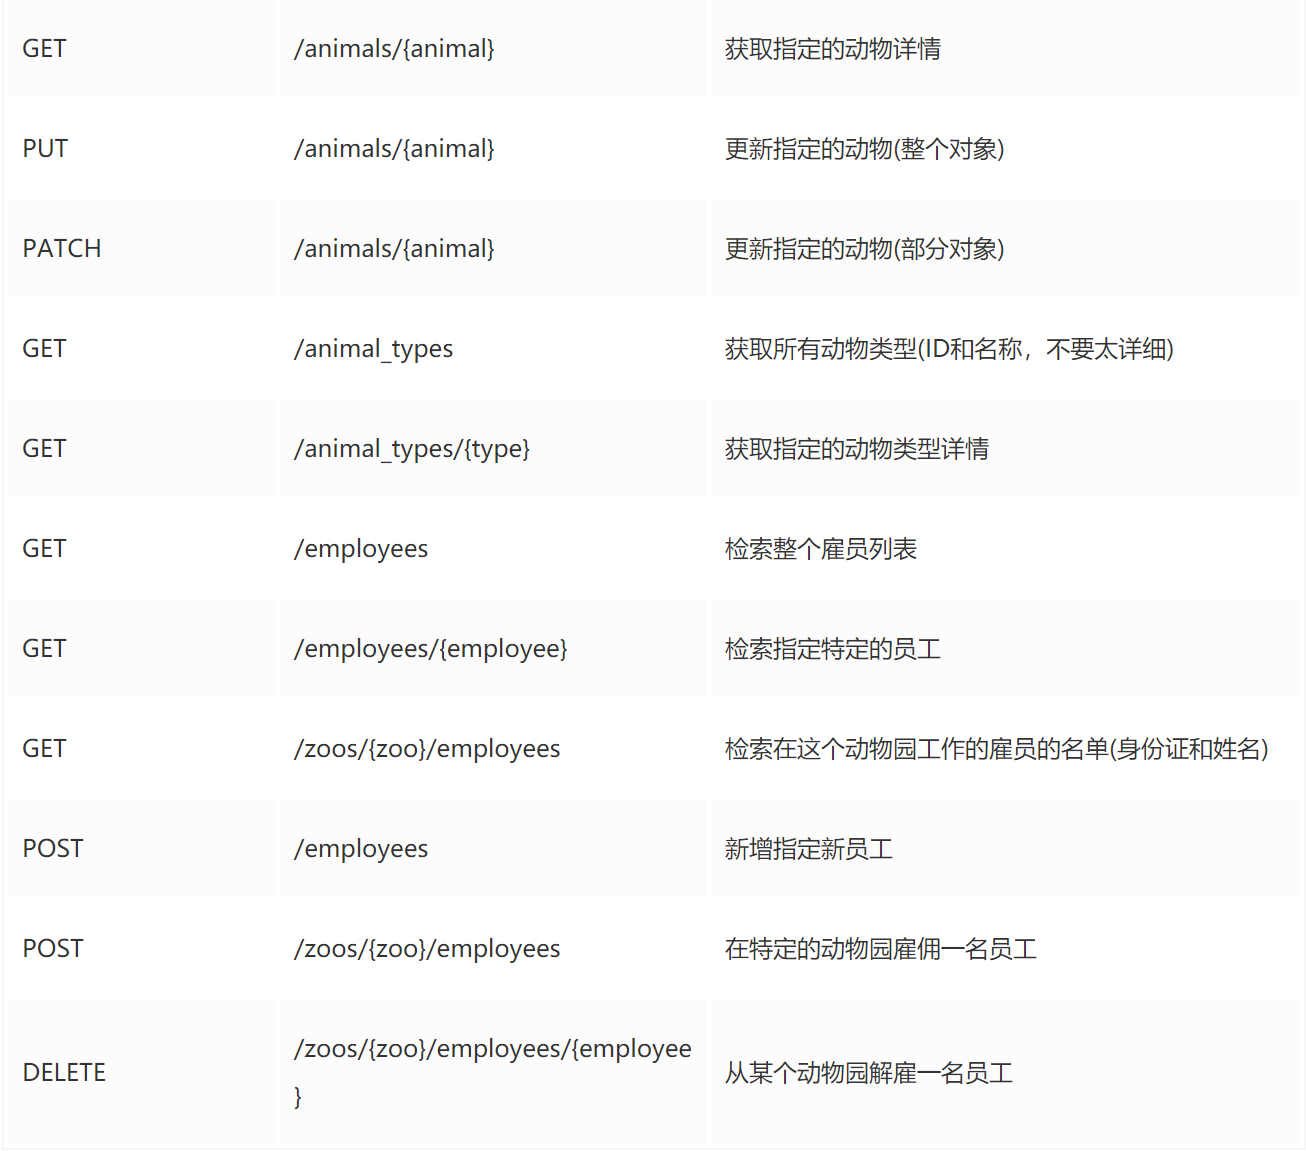 GET /animals/{animal} 获取指定的动物详情
PUT /animals/{animal} 更新指定的动物(整个对象)
PATCH /animals/{animal} 更新指定的动物(部分对象)
GET /animal_types 获取所有动物类型(ID和名称，不要太详细)
GET /animal_types/{type} 获取指定的动物类型详情
GET /employees 检索整个雇员列表
GET /employees/{employee} 检索指定特定的员工
GET /zoos/{zoo}/employees 检索在这个动物园工作的雇员的名单(身份证和姓名)
POST /employees 新增指定新员工
POST /zoos/{zoo}/employees 在特定的动物园雇佣一名员工
DELETE /zoos/{zoo}/employees/{employee
} 从某个动物园解雇一名员工